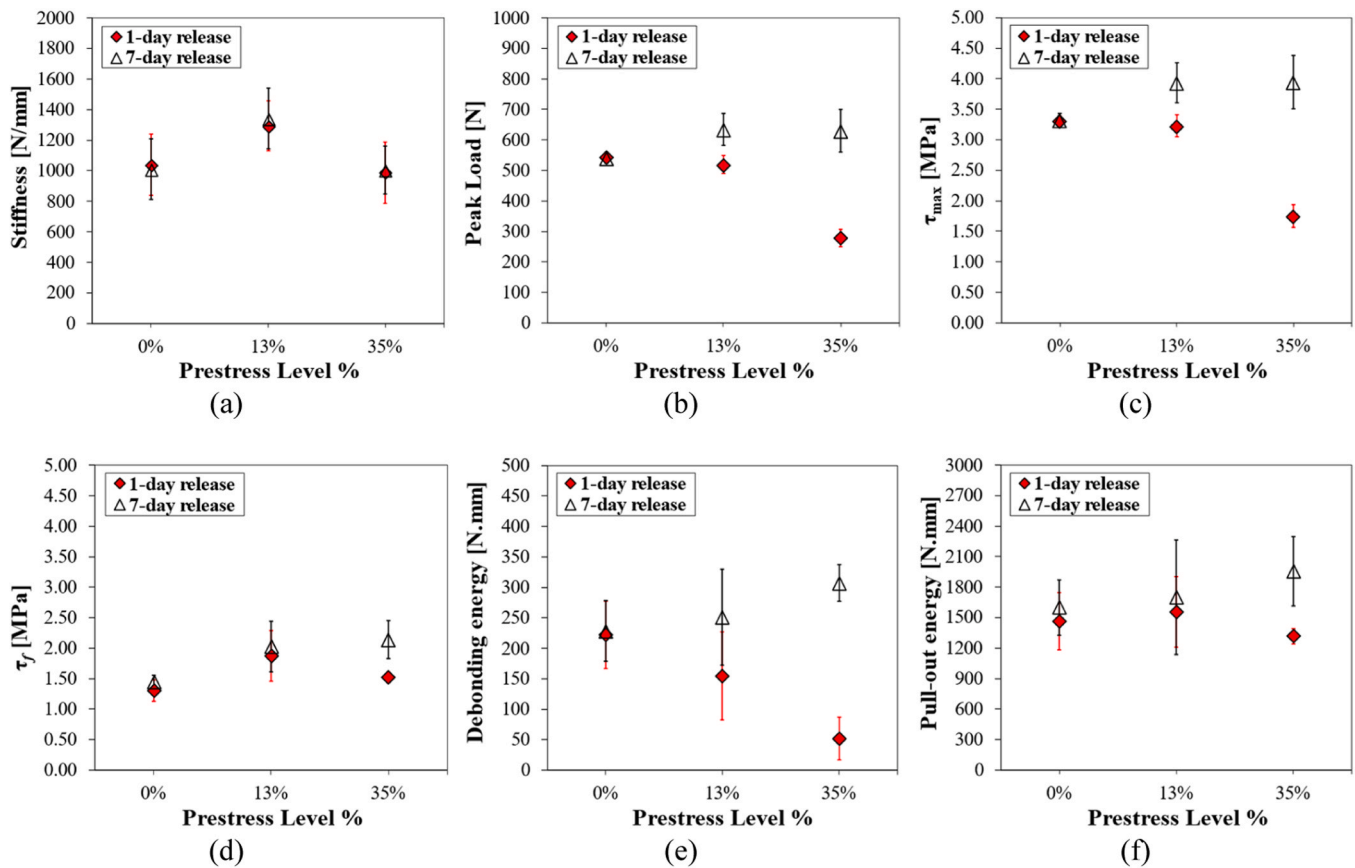 Stiffness [N/mm]
2000
1800
1600
1400
1200
1000
800
600
400
200
0
1-day release
7-day release
0% 13% 35%
Prestress Level %
(a)
Peak Load [N]
1000
900
800
700
600
500
400
300
200
100
0
1-day release
7-day release
0% 13% 35%
Prestress Level %
(b)
τmax [MPa]
5.00
4.50
4.00
3.50
3.00
2.50
2.00
1.50
1.00
0.50
0.00
1-day release
7-day release
0% 13% 35%
Prestress Level %
(c)
τf [MPa]
5.00
4.50
4.00
3.50
3.00
2.50
2.00
1.50
1.00
0.50
0.00
1-day release
7-day release
0% 13% 35%
Prestress Level %
(d)
Debonding energy [N.mm]
500
450
400
350
300
250
200
150
100
50
0
1-day release
7-day release
0% 13% 35%
Prestress Level %
(e)
Pull-out energy [N.mm]
3000
2700
2400
2100
1800
1500
1200
900
600
300
0
1-day release
7-day release
0% 13% 35%
Prestress Level %
(f)